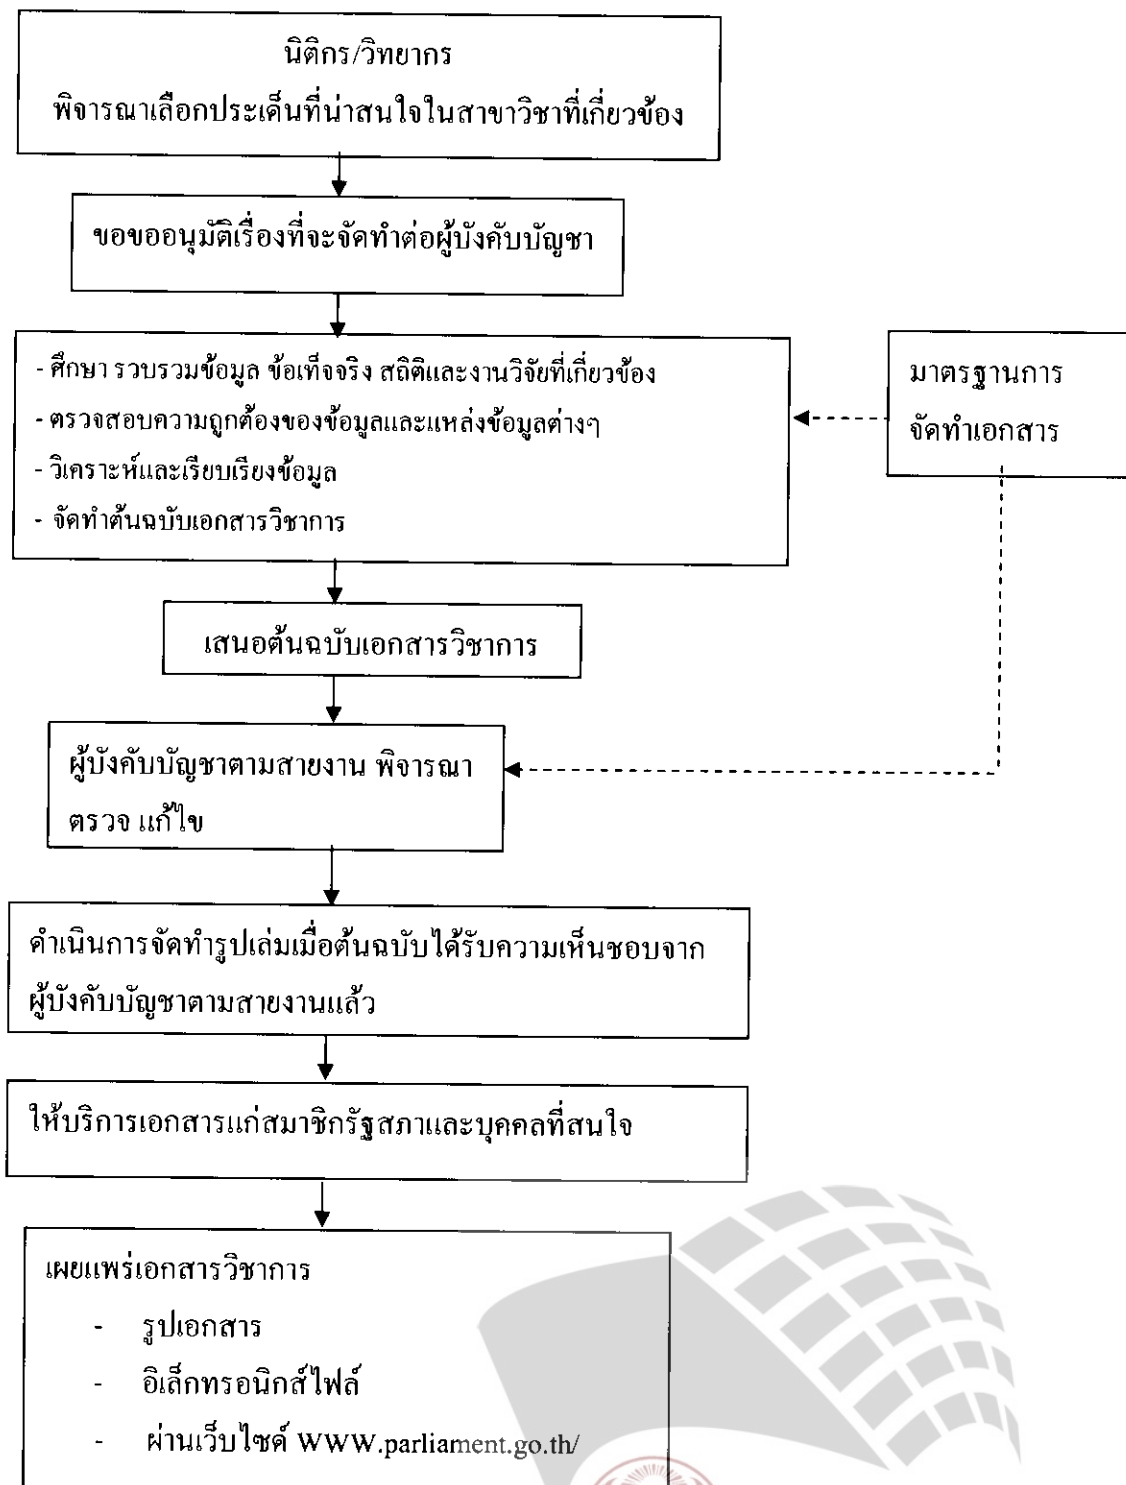 นิติกร/วิทยากร
พิจารณาเลือกประเด็นที่น่าสนใจในสาขาวิชาที่เกี่ยวข้อง
ขอขออนุมัติเรื่องที่จะจัดทำต่อผู้บังคับบัญชา
- ศึกษา รวบรวมข้อมูล ข้อเท็จจริง สถิติและงานวิจัยที่เกี่ยวข้อง
- ตรวจสอบความถูกต้องของข้อมูลและแหล่งข้อมูลต่างๆ
- วิเคราะห์และเรียบเรียงข้อมูล
- จัดทำต้นฉบับเอกสารวิชาการ
มาตรฐานการ
จัดทำเอกสาร
เสนอต้นฉบับเอกสารวิชาการ
ผู้บังคับบัญชาตามสายงาน พิจารณา
ตรวจ แก้ไข
ดำเนินการจัดทำรูปเล่มเมื่อต้นฉบับได้รับความเห็นชอบจาก
ผู้บังคับบัญชาตามสายงานแล้ว
ให้บริการเอกสารแก่สมาชิกรัฐสภาและบุคคลที่สนใจ
เผยแพร่เอกสารวิชาการ
- รูปเอกสาร
- อิเล็กทรอนิกส์ไฟล์
- ผ่านเว็บไซด์ WWW.parliament.go.th/